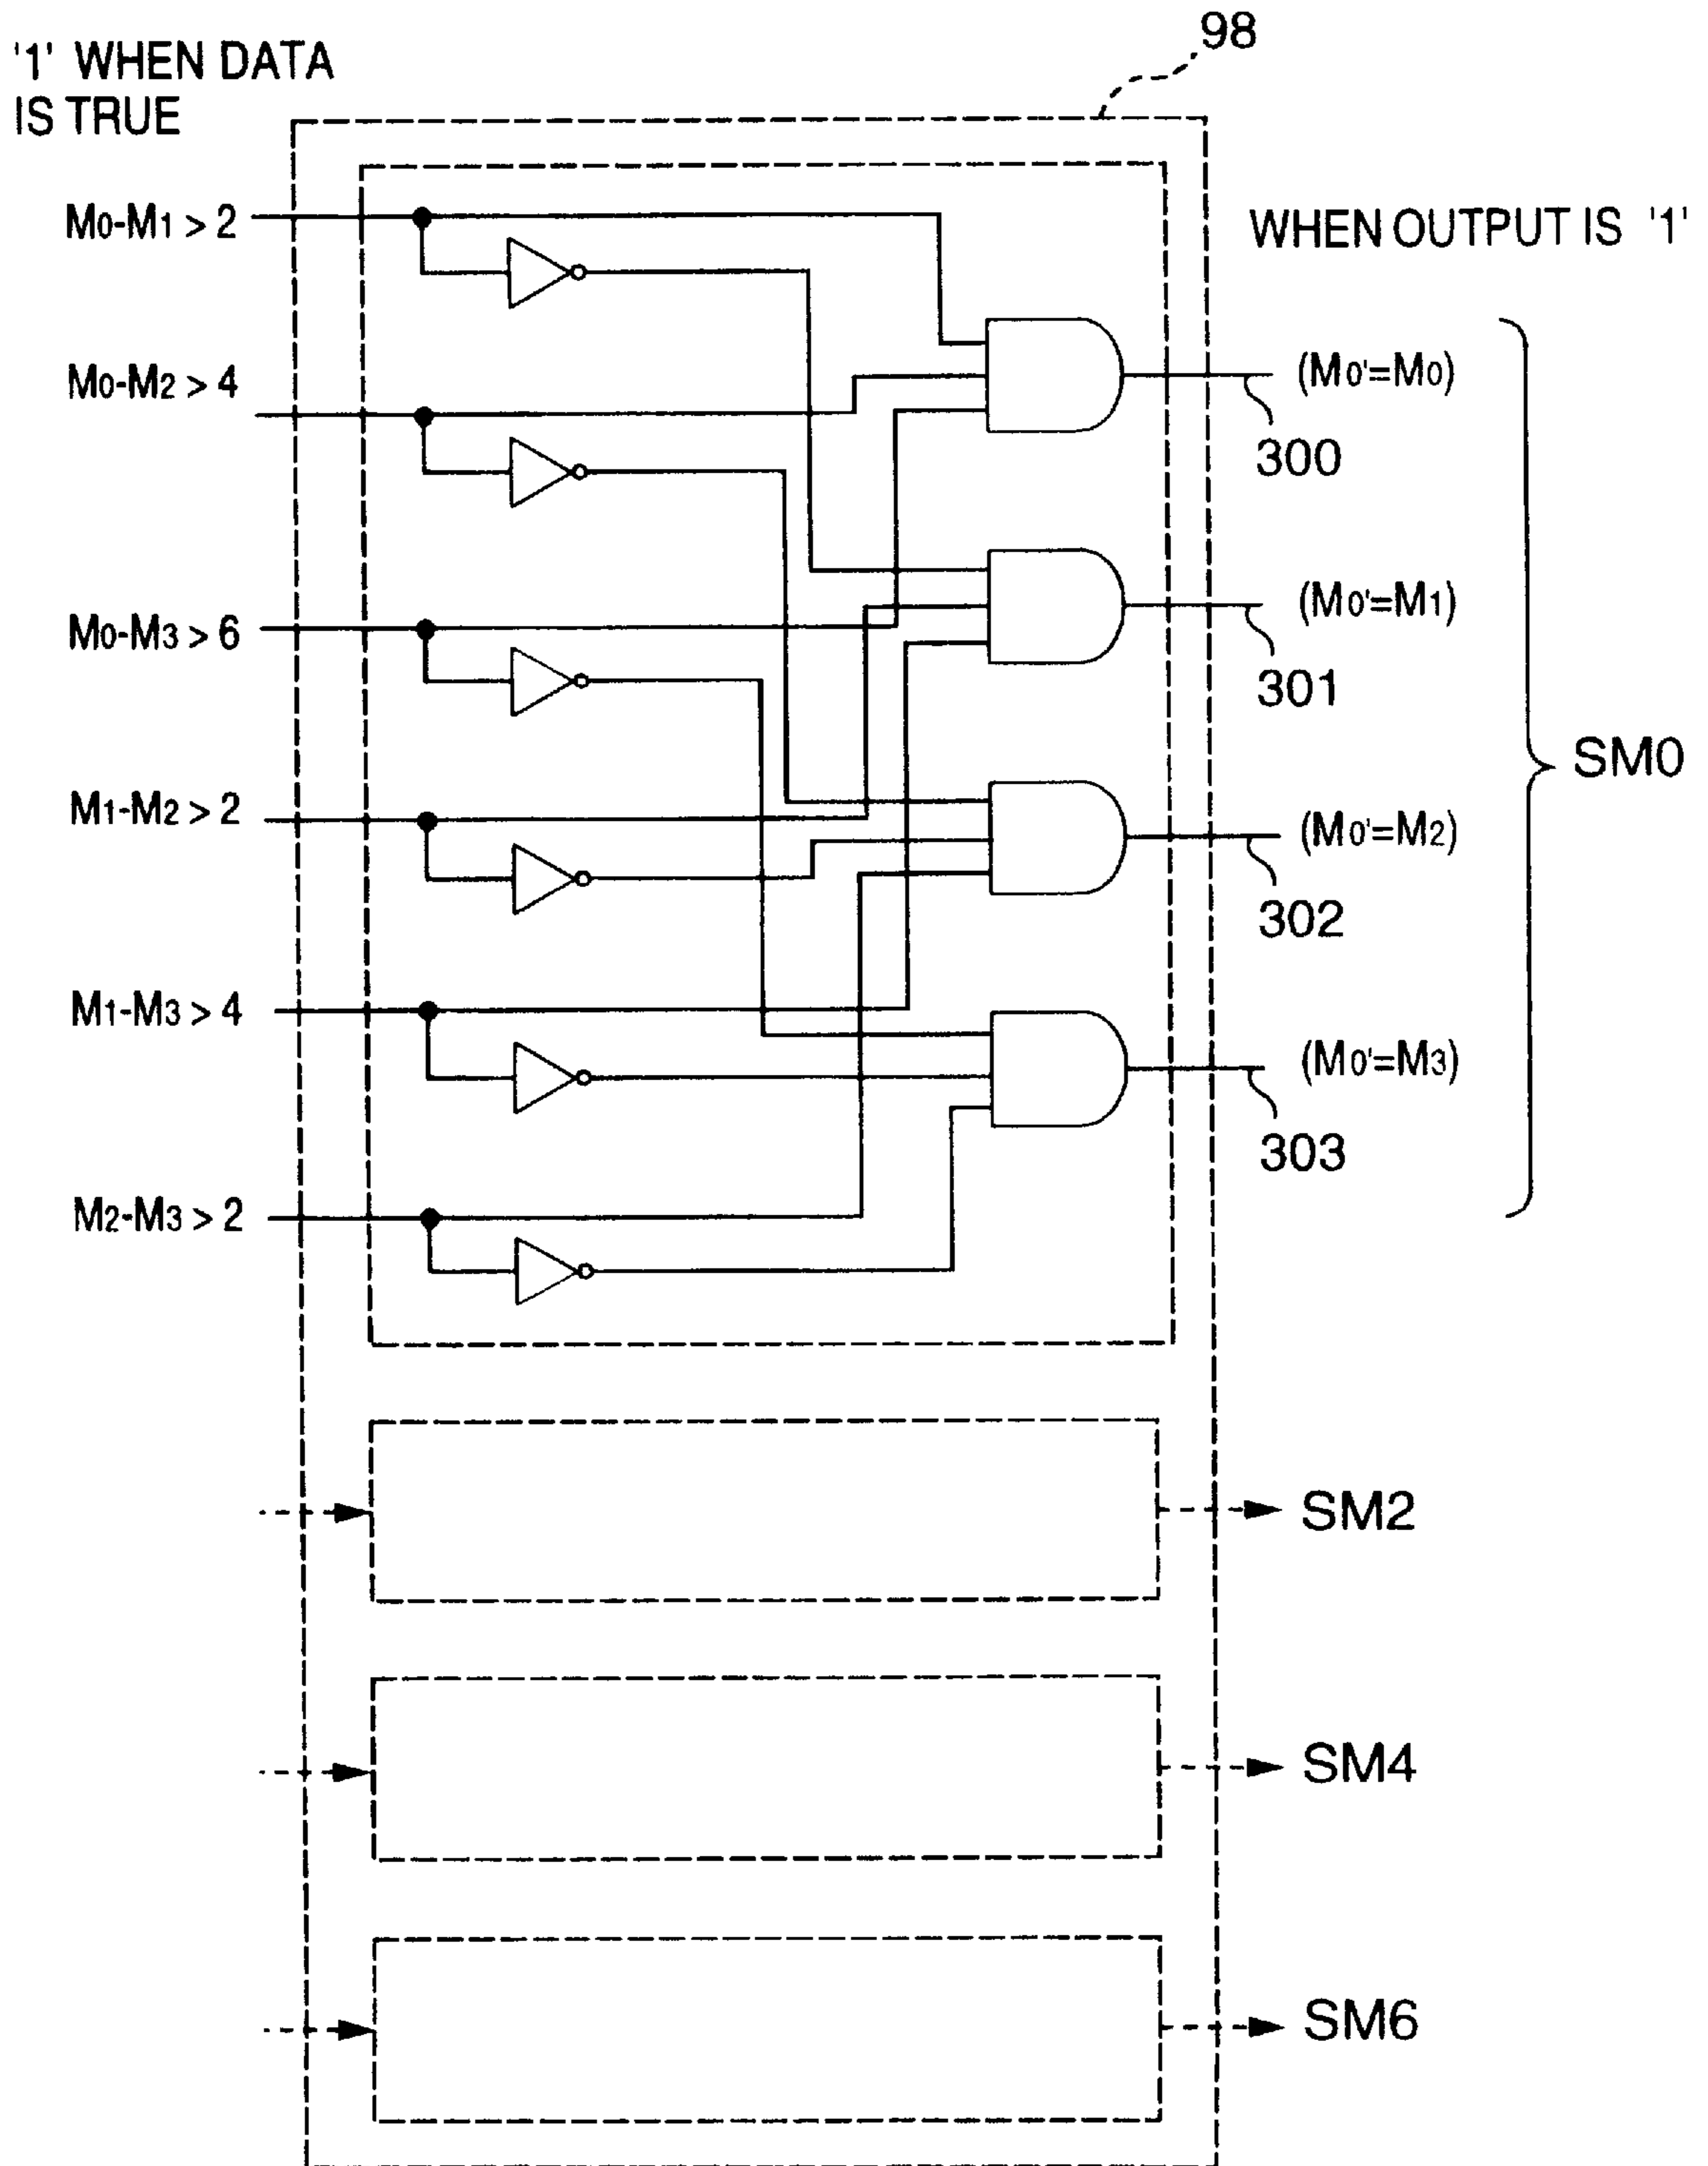 98
'1' WHEN DATA
IS TRUE
M0-M1 > 2
WHEN OUTPUT IS '1'
M0-M2 > 4
(M0'=M0)
300
M0-M3 > 6
(M0'=M1)
301
SM0
M1-M2 > 2
(M0'=M2)
302
M1-M3 > 4
(M0'=M3)
303
M2-M3 > 2
SM2
SM4
SM6